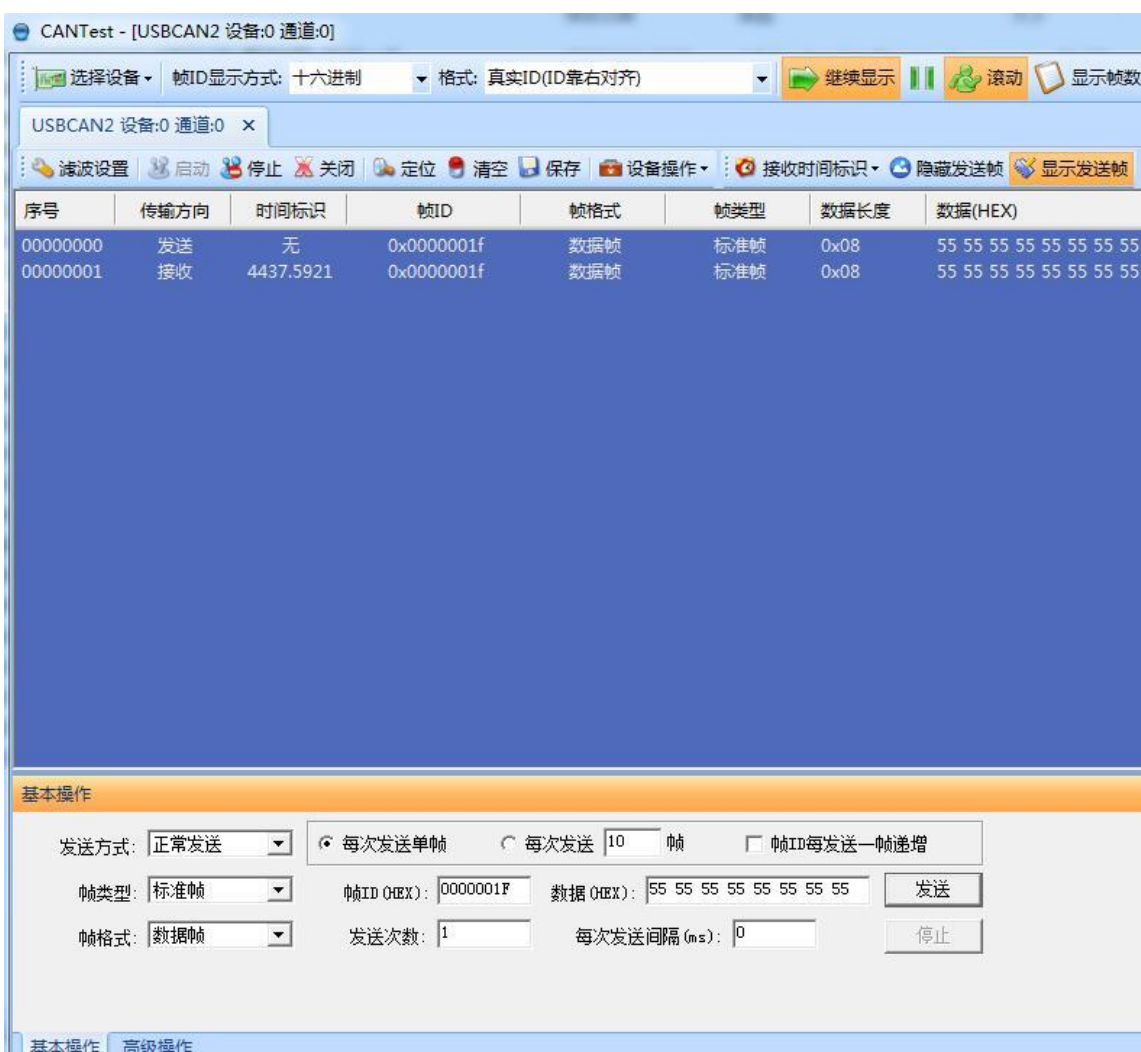 CANTest - [USBCAN2 设备:0 通道:0]
选择设备 帧ID显示方式: 十六进制 格式: 真实ID(ID靠右对齐) 继续显示 滚动 显示帧数
USBCAN2 设备:0 通道:0 ×
滤波设置 启动 停止 关闭 定位 清空 保存 设备操作 接收时间标识 隐藏发送帧 显示发送帧
序号 传输方向 时间标识 帧ID 帧格式 帧类型 数据长度 数据(HEX)
00000000 发送 无 0x0000001f 数据帧 标准帧 0x08 55 55 55 55 55 55 55 55
00000001 接收 4437.5921 0x0000001f 数据帧 标准帧 0x08 55 55 55 55 55 55 55 55
基本操作
发送方式: 正常发送 每次发送单帧 每次发送 10 帧 帧ID每发送一帧递增
帧类型: 标准帧 帧ID(HEX): 0000001F 数据(HEX): 55 55 55 55 55 55 55 55 发送
帧格式: 数据帧 发送次数: 1 每次发送间隔(ms): 0 停止
基本操作 高级操作